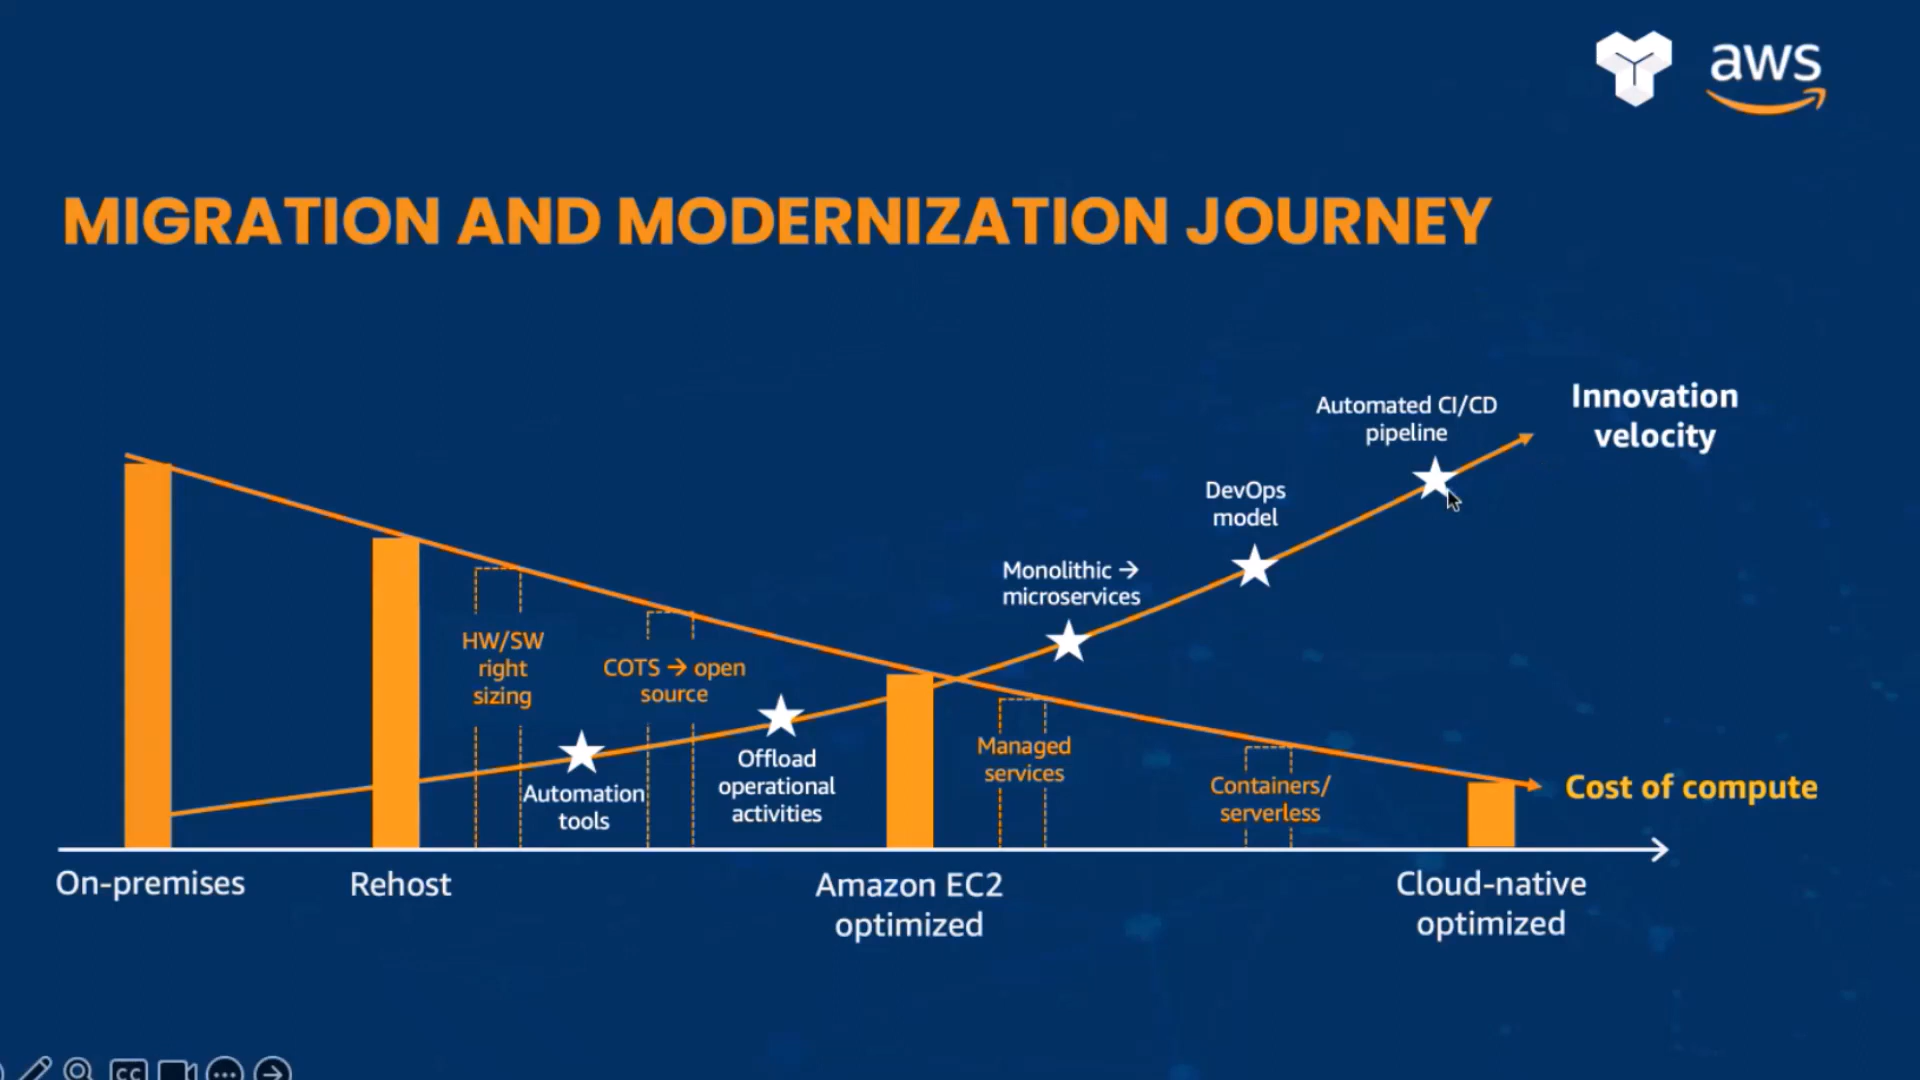 aws
MIGRATION AND MODERNIZATION JOURNEY
Innovation
velocity
Automated CI/CD
pipeline
DevOps
model
Monolithic →
microservices
HW/SW
right
sizing
COTS → open
source
Automation
tools
Offload
operational
activities
Managed
services
Containers/
serverless
Cost of compute
On-premises
Rehost
Amazon EC2
optimized
Cloud-native
optimized
CC